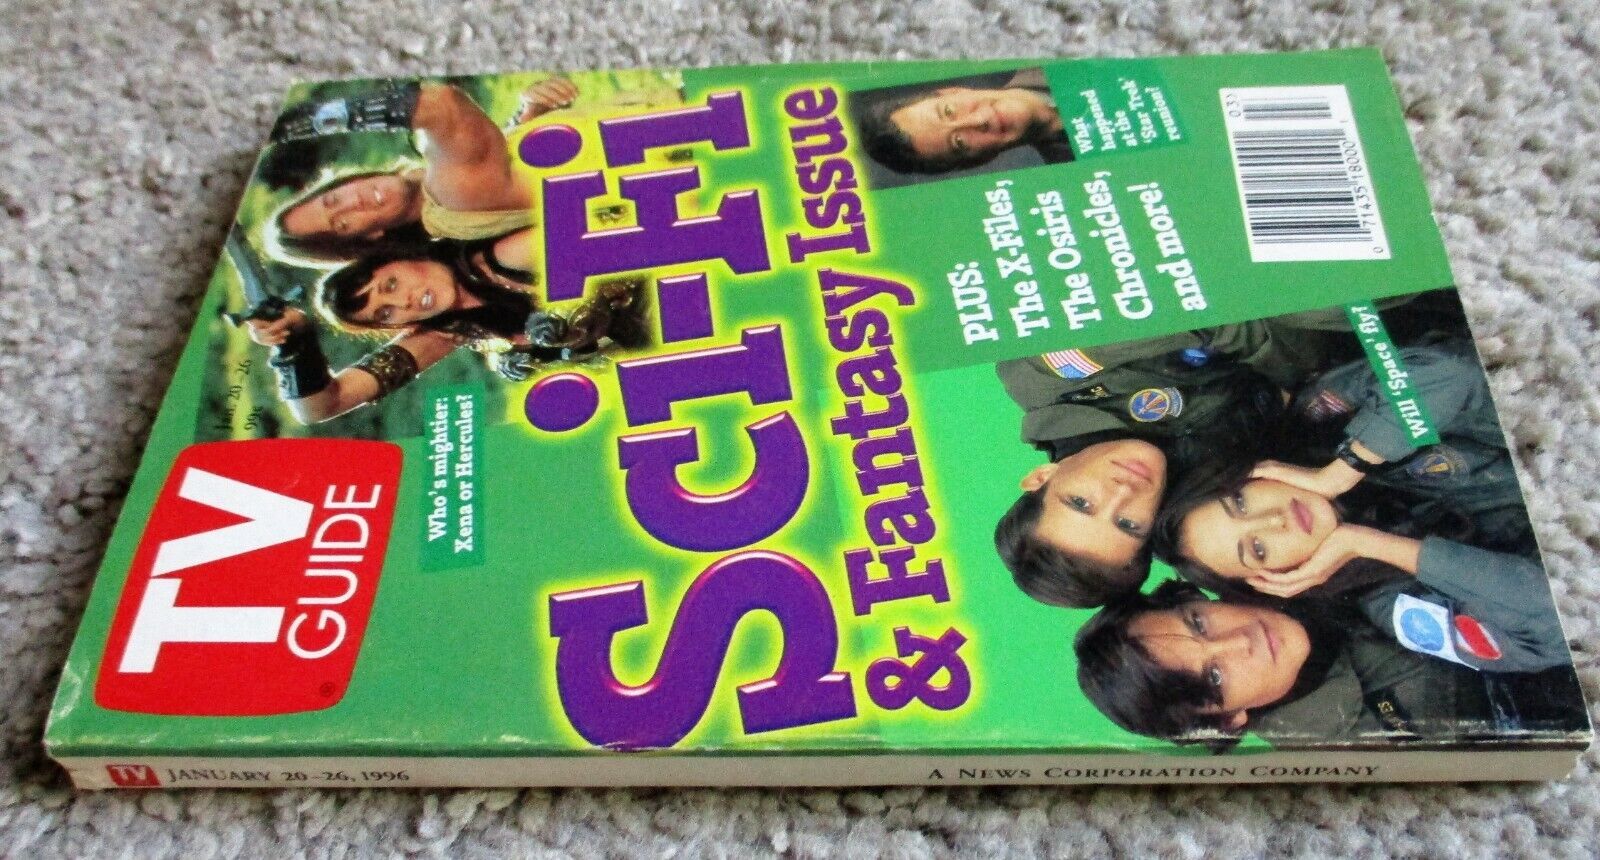 Jan. 20-26
99¢
TV
GUIDE
®
Who's mightier:
Xena or Hercules?
Sci-Fi
& Fantasy Issue
What
happened
at the
'Star Trek'
reunion?
PLUS:
The X-Files,
The Osiris
Chronicles,
and more!
Will 'Space' fly?
03
0 71435 18000 1
TV JANUARY 20–26, 1996
A NEWS CORPORATION COMPANY